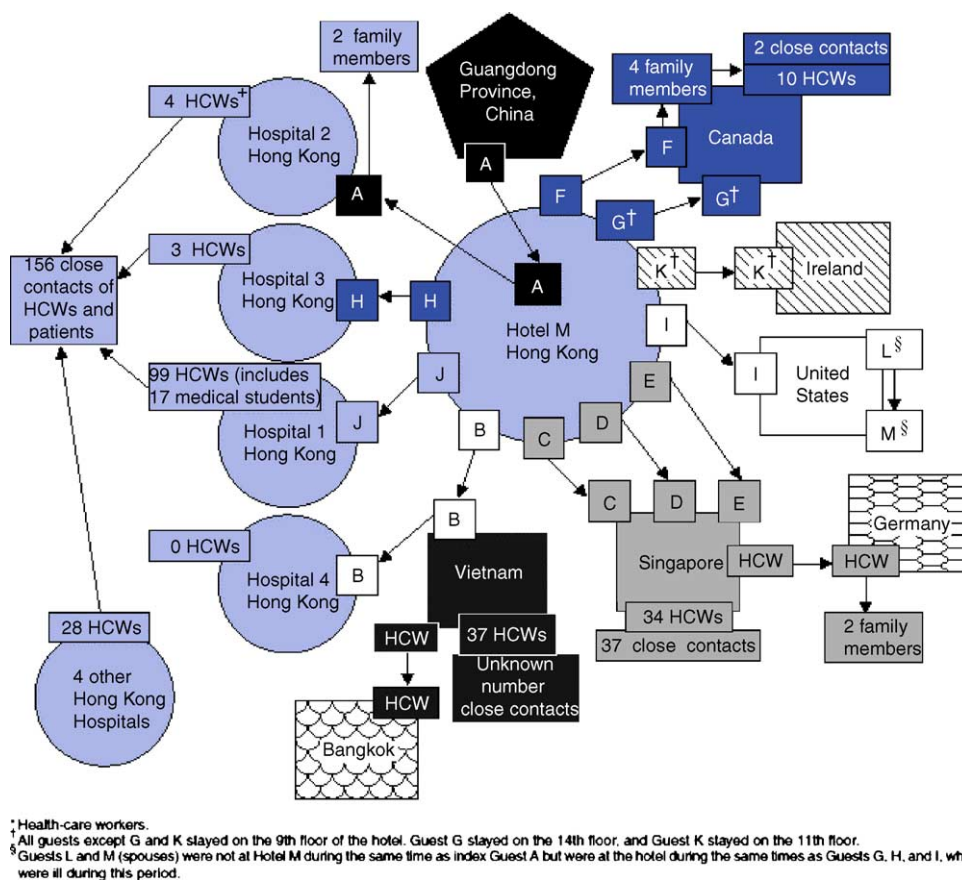 2 family
members
Guangdong
Province,
China
A
4 family
members
2 close contacts
10 HCWs
Canada
F
G†
4 HCWs+
Hospital 2
Hong Kong
A
F
G†
3 HCWs
Hospital 3
Hong Kong
H
H
A
Hotel M
Hong Kong
K†
K†
Ireland
156 close
contacts of
HCWs and
patients
I
I
United
States
L§
M§
99 HCWs (includes
17 medical students)
Hospital 1
Hong Kong
J
J
B
C
D
E
0 HCWs
Hospital 4
Hong Kong
B
B
Vietnam
HCW
37 HCWs
Unknown
number
close contacts
HCW
Bangkok
C
D
E
Singapore
HCW
34 HCWs
37 close contacts
Germany
HCW
2 family
members
28 HCWs
4 other
Hong Kong
Hospitals
* Health-care workers.
† All guests except G and K stayed on the 9th floor of the hotel. Guest G stayed on the 14th floor, and Guest K stayed on the 11th floor.
§ Guests L and M (spouses) were not at Hotel M during the same time as index Guest A but were at the hotel during the same times as Guests G, H, and I, wh
were ill during this period.